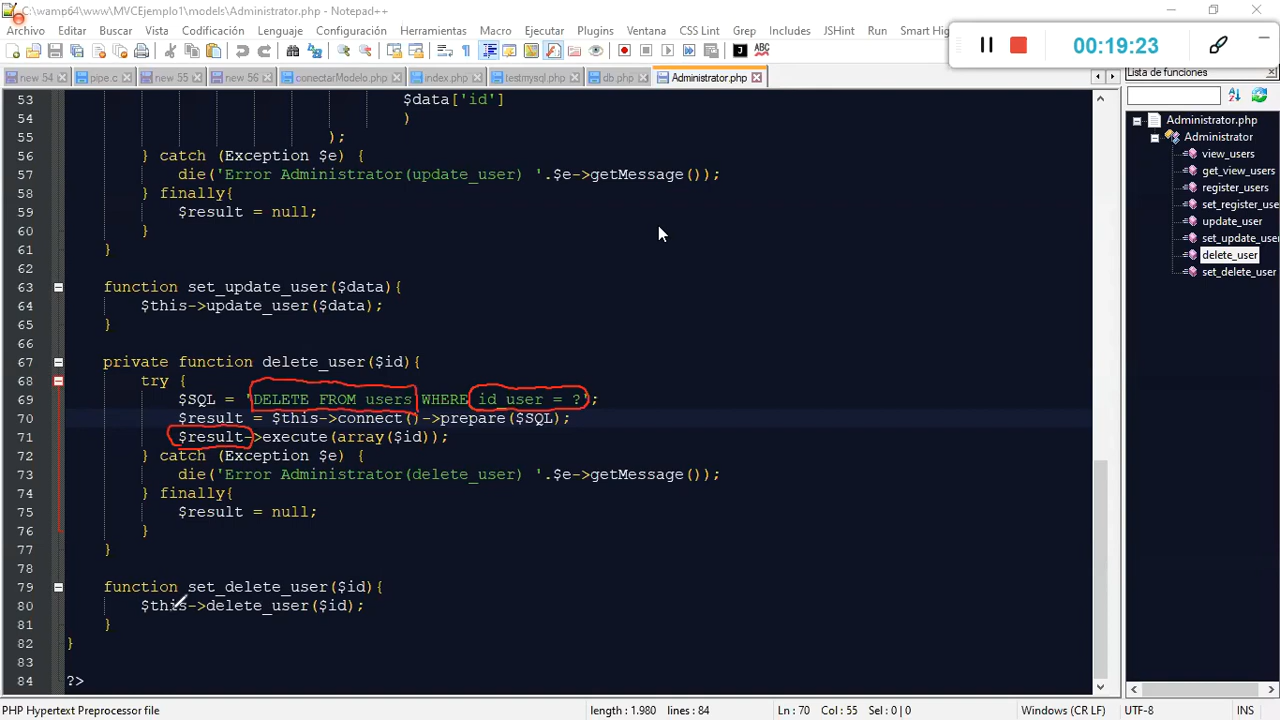 C:\wamp64\www\MVCEjemplo1\models\Administrator.php - Notepad++
Archivo Editar Buscar Vista Codificación Lenguaje Configuración Herramientas Macro Ejecutar Plugins Ventana CSS Lint Grep Includes JSHint Run Smart Hig
00:19:23
new 54 pipe.c new 55 new 56 conectarModelo.php index.php testmysql.php db.php Administrator.php
Lista de funciones
53 $data['id']
54 )
55 );
56 } catch (Exception $e) {
57 die('Error Administrator(update_user) '.$e->getMessage());
58 } finally{
59 $result = null;
60 }
61 }
62
63 function set_update_user($data){
64 $this->update_user($data);
65 }
66
67 private function delete_user($id){
68 try {
69 $SQL = 'DELETE FROM users WHERE id_user = ?';
70 $result = $this->connect()->prepare($SQL);
71 $result->execute(array($id));
72 } catch (Exception $e) {
73 die('Error Administrator(delete_user) '.$e->getMessage());
74 } finally{
75 $result = null;
76 }
77 }
78
79 function set_delete_user($id){
80 $this->delete_user($id);
81 }
82 }
83
84 ?>
Administrator.php
Administrator
view_users
get_view_users
register_users
set_register_use
update_user
set_update_user
delete_user
set_delete_user
PHP Hypertext Preprocessor file length : 1.980 lines : 84 Ln : 70 Col : 55 Sel : 0 | 0 Windows (CR LF) UTF-8 INS